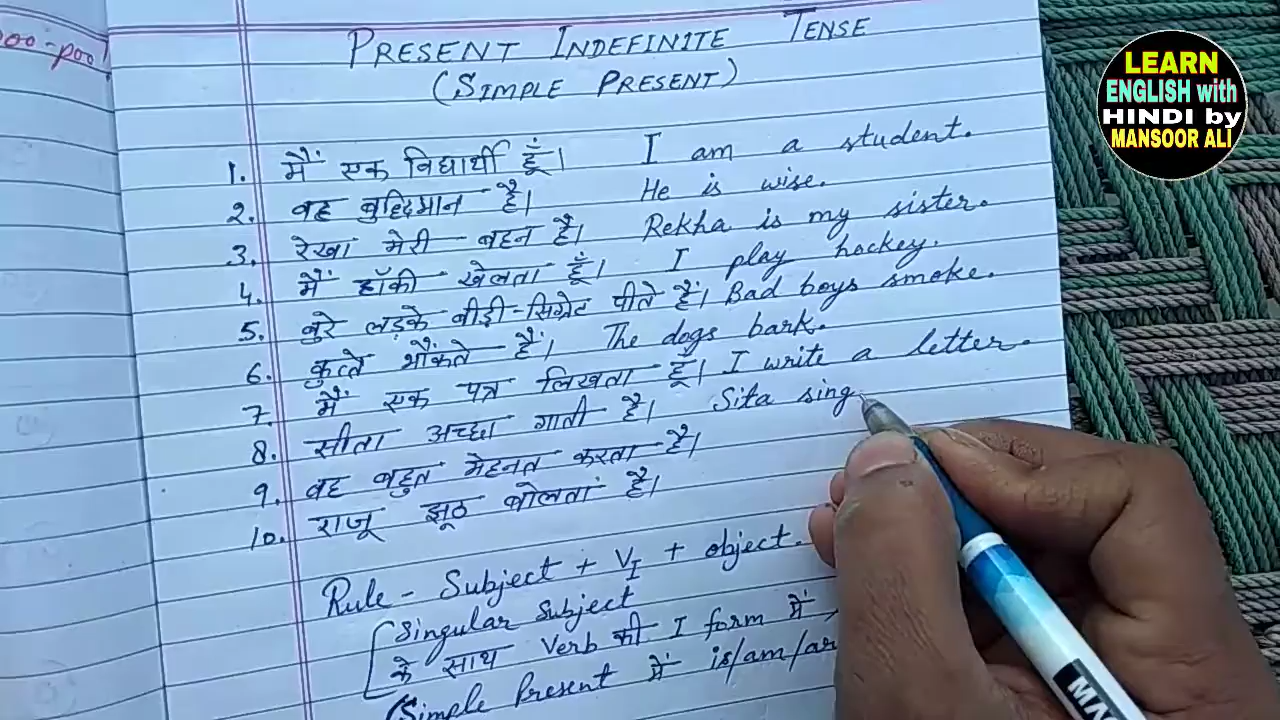 poo-poo
PRESENT INDEFINITE TENSE
(SIMPLE PRESENT)
1. मैं एक विद्यार्थी हूँ। I am a student.
2. वह बुद्धिमान है। He is wise.
3. रेखा मेरी बहन है। Rekha is my sister.
4. मैं हॉकी खेलता हूँ। I play hockey.
5. बुरे लड़के बीड़ी-सिग्रेट पीते हैं। Bad boys smoke.
6. कुत्ते भौंकते हैं। The dogs bark.
7. मैं एक पत्र लिखता हूँ। I write a letter.
8. सीता अच्छा गाती है। Sita sing
9. वह बहुत मेहनत करता है।
10. राजू झूठ बोलता है।
Rule - Subject + VI + object.
Singular Subject
के साथ Verb की I form में
(Simple Present में is/am/ar
LEARN
ENGLISH with
HINDI by
MANSOOR ALI
MA